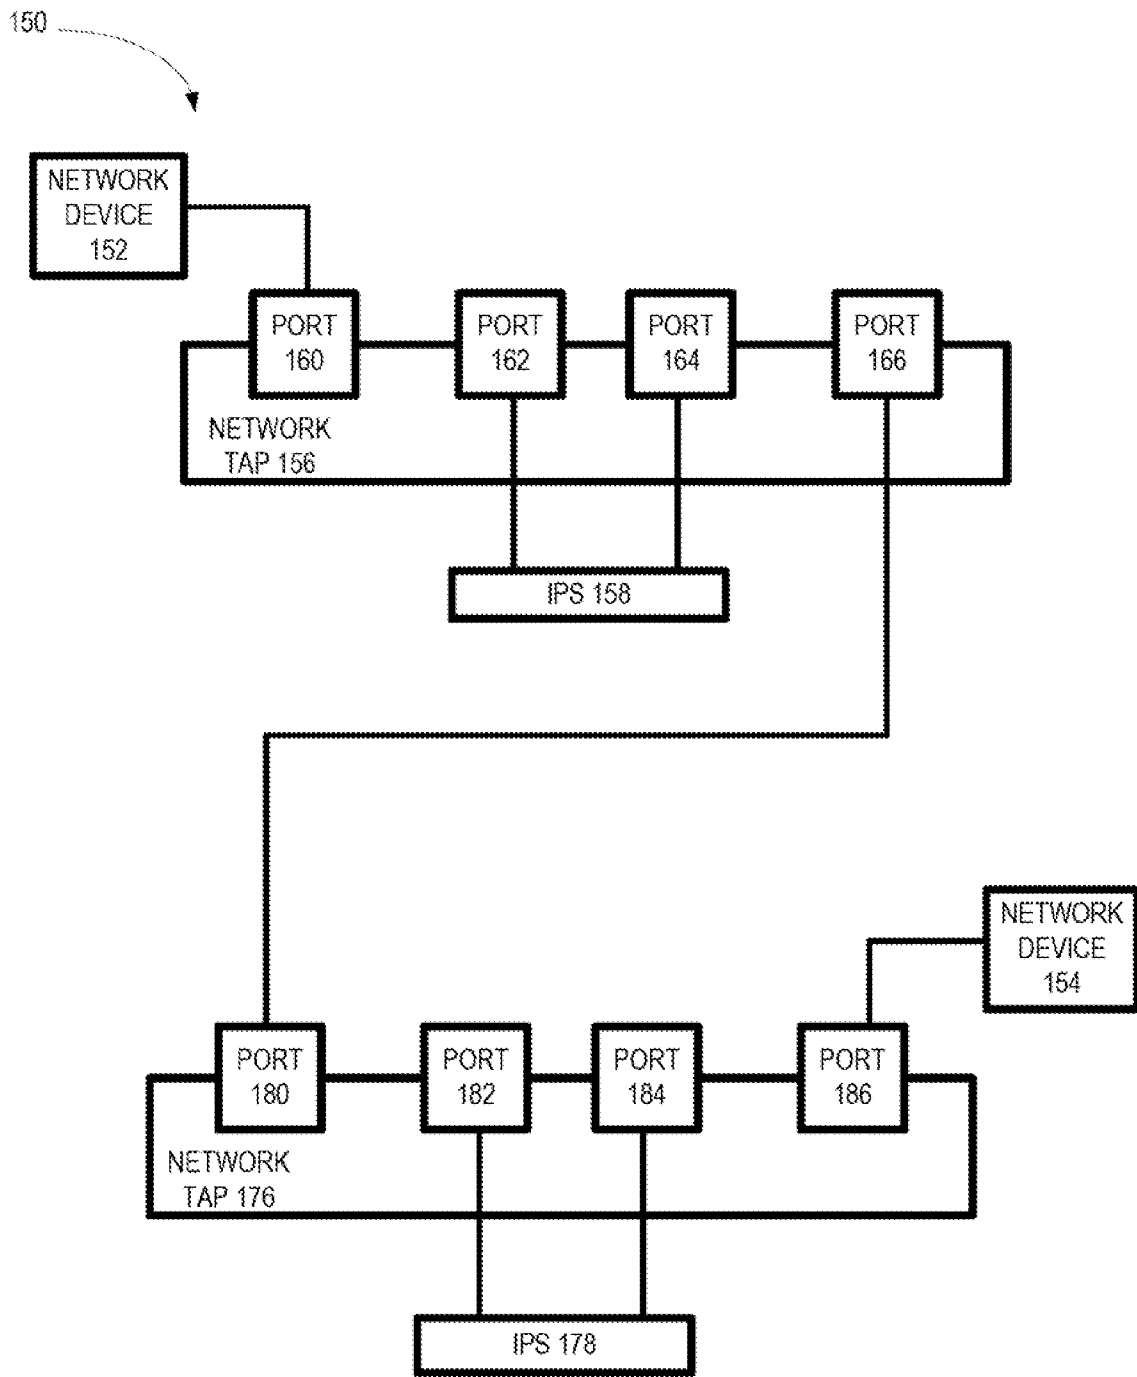 150
NETWORK
DEVICE
152
PORT
160
PORT
162
PORT
164
PORT
166
NETWORK
TAP 156
IPS 158
NETWORK
DEVICE
154
PORT
180
PORT
182
PORT
184
PORT
186
NETWORK
TAP 176
IPS 178